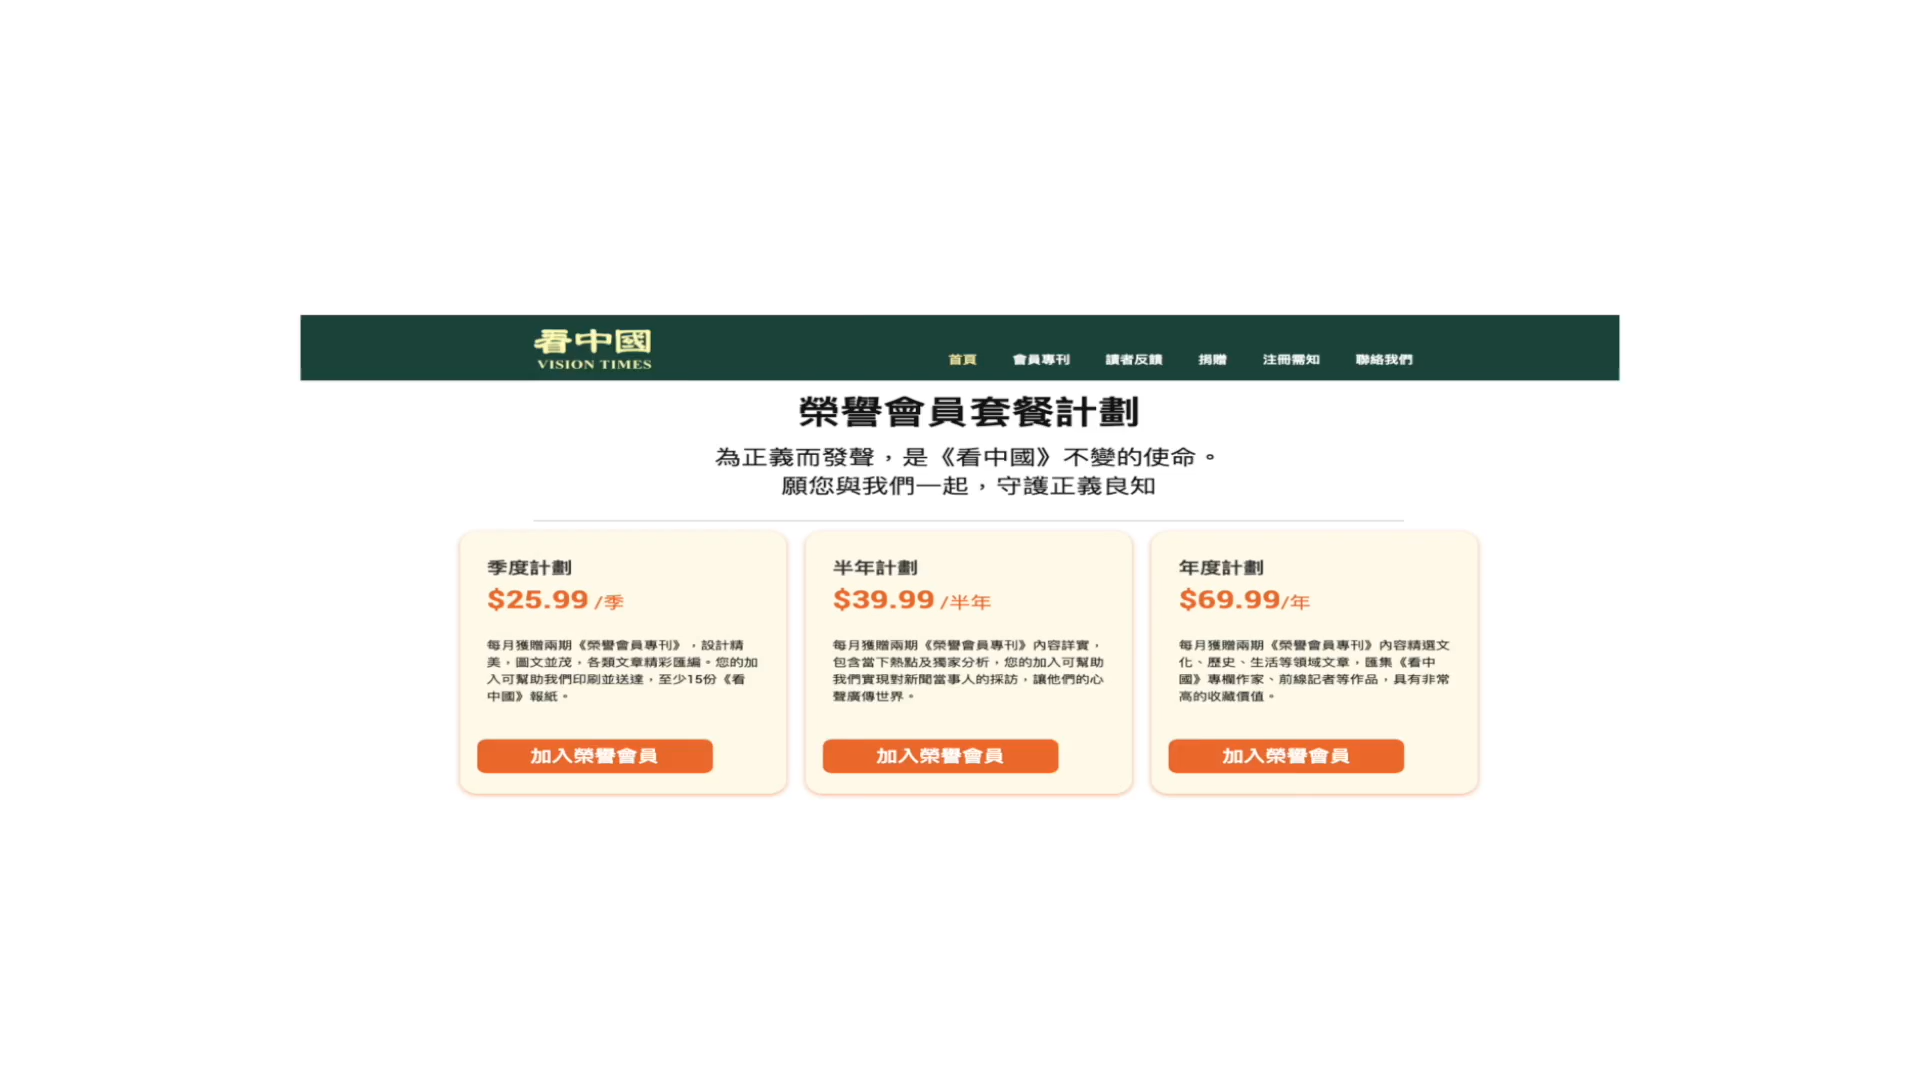 看中國
VISION TIMES
首頁 會員專刊 讀者反饋 捐贈 注冊需知 聯絡我們
榮譽會員套餐計劃
為正義而發聲,是《看中國》不變的使命。
願您與我們一起,守護正義良知
季度計劃
$25.99 /季
每月獲贈兩期《榮譽會員專刊》,設計精
美,圖文並茂,各類文章精彩匯編。您的加
入可幫助我們印刷並送達,至少15份《看
中國》報紙。
加入榮譽會員
半年計劃
$39.99 /半年
每月獲贈兩期《榮譽會員專刊》內容詳實,
包含當下熱點及獨家分析,您的加入可幫助
我們實現對新聞當事人的採訪,讓他們的心
聲廣傳世界。
加入榮譽會員
年度計劃
$69.99/年
每月獲贈兩期《榮譽會員專刊》內容精選文
化、歷史、生活等領域文章,匯集《看中
國》專欄作家、前線記者等作品,具有非常
高的收藏價值。
加入榮譽會員